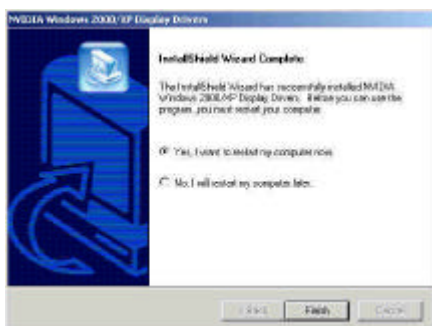 NVIDIA Windows 2000/XP Display Drivers
InstallShield Wizard Complete
The InstallShield Wizard has successfully installed NVIDIA
Windows 2000/XP Display Drivers. Before you can use the
program, you must restart your computer.
Yes, I want to restart my computer now.
No, I will restart my computer later.
< Back
Finish
Cancel